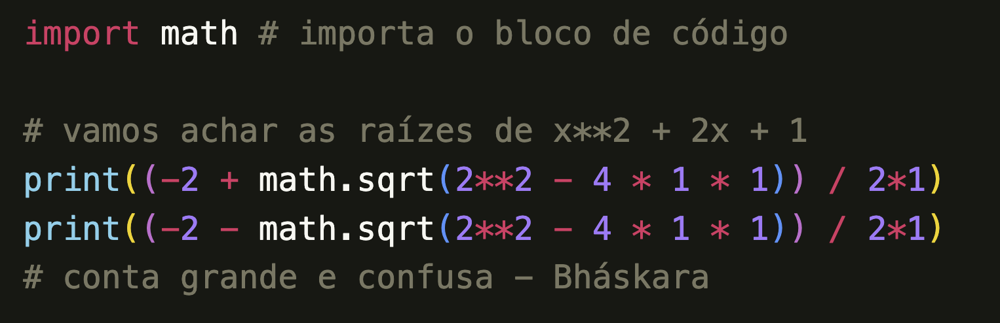 import math # importa o bloco de código
# vamos achar as raízes de x**2 + 2x + 1
print((-2 + math.sqrt(2**2 - 4 * 1 * 1)) / 2*1)
print((-2 - math.sqrt(2**2 - 4 * 1 * 1)) / 2*1)
# conta grande e confusa - Bháskara